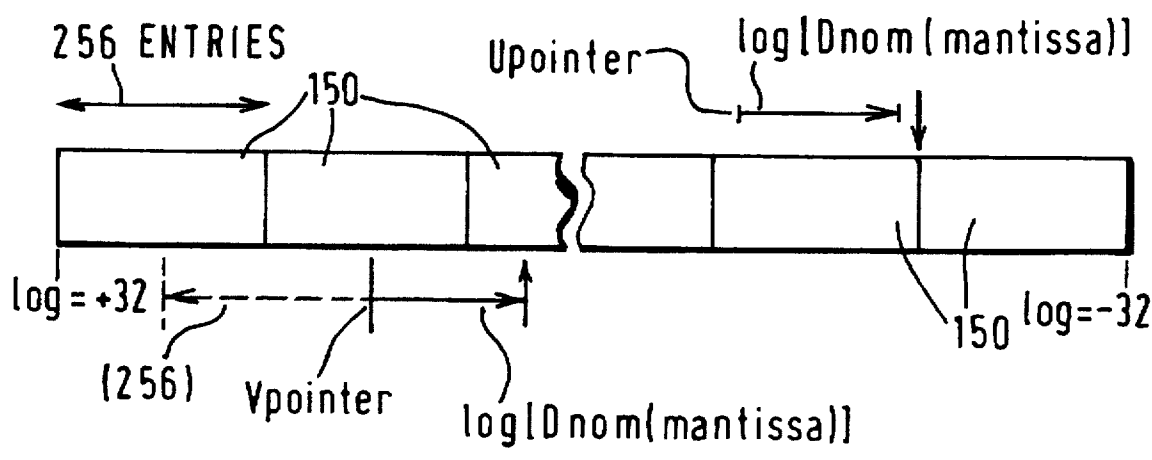 256 ENTRIES
150
Upointer
log[Dnom(mantissa)]
log=+32
(256)
Vpointer
log[Dnom(mantissa)]
150
log=-32